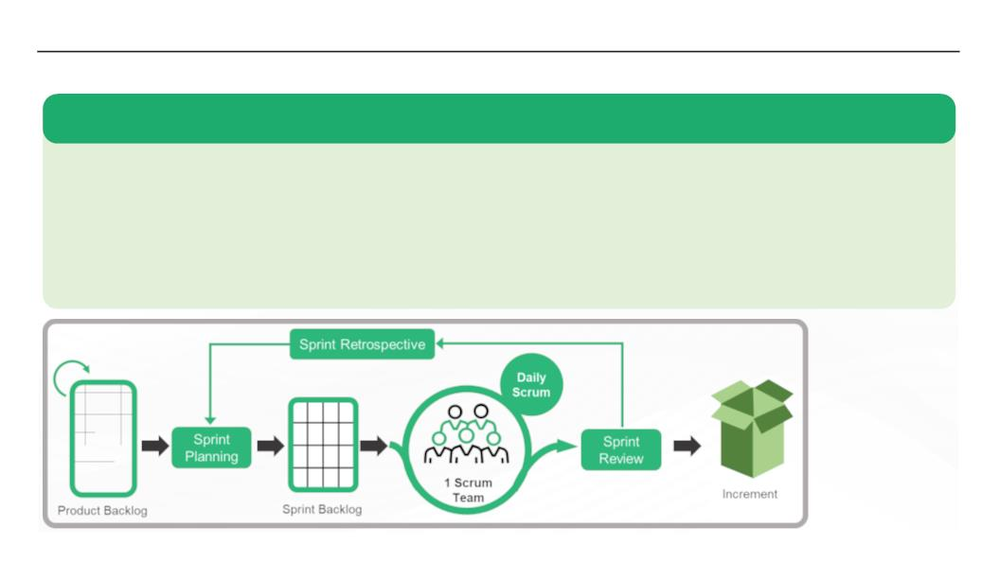 Sprint Retrospective
Daily
Scrum
Sprint
Planning
1 Scrum
Team
Sprint
Review
Increment
Product Backlog
Sprint Backlog